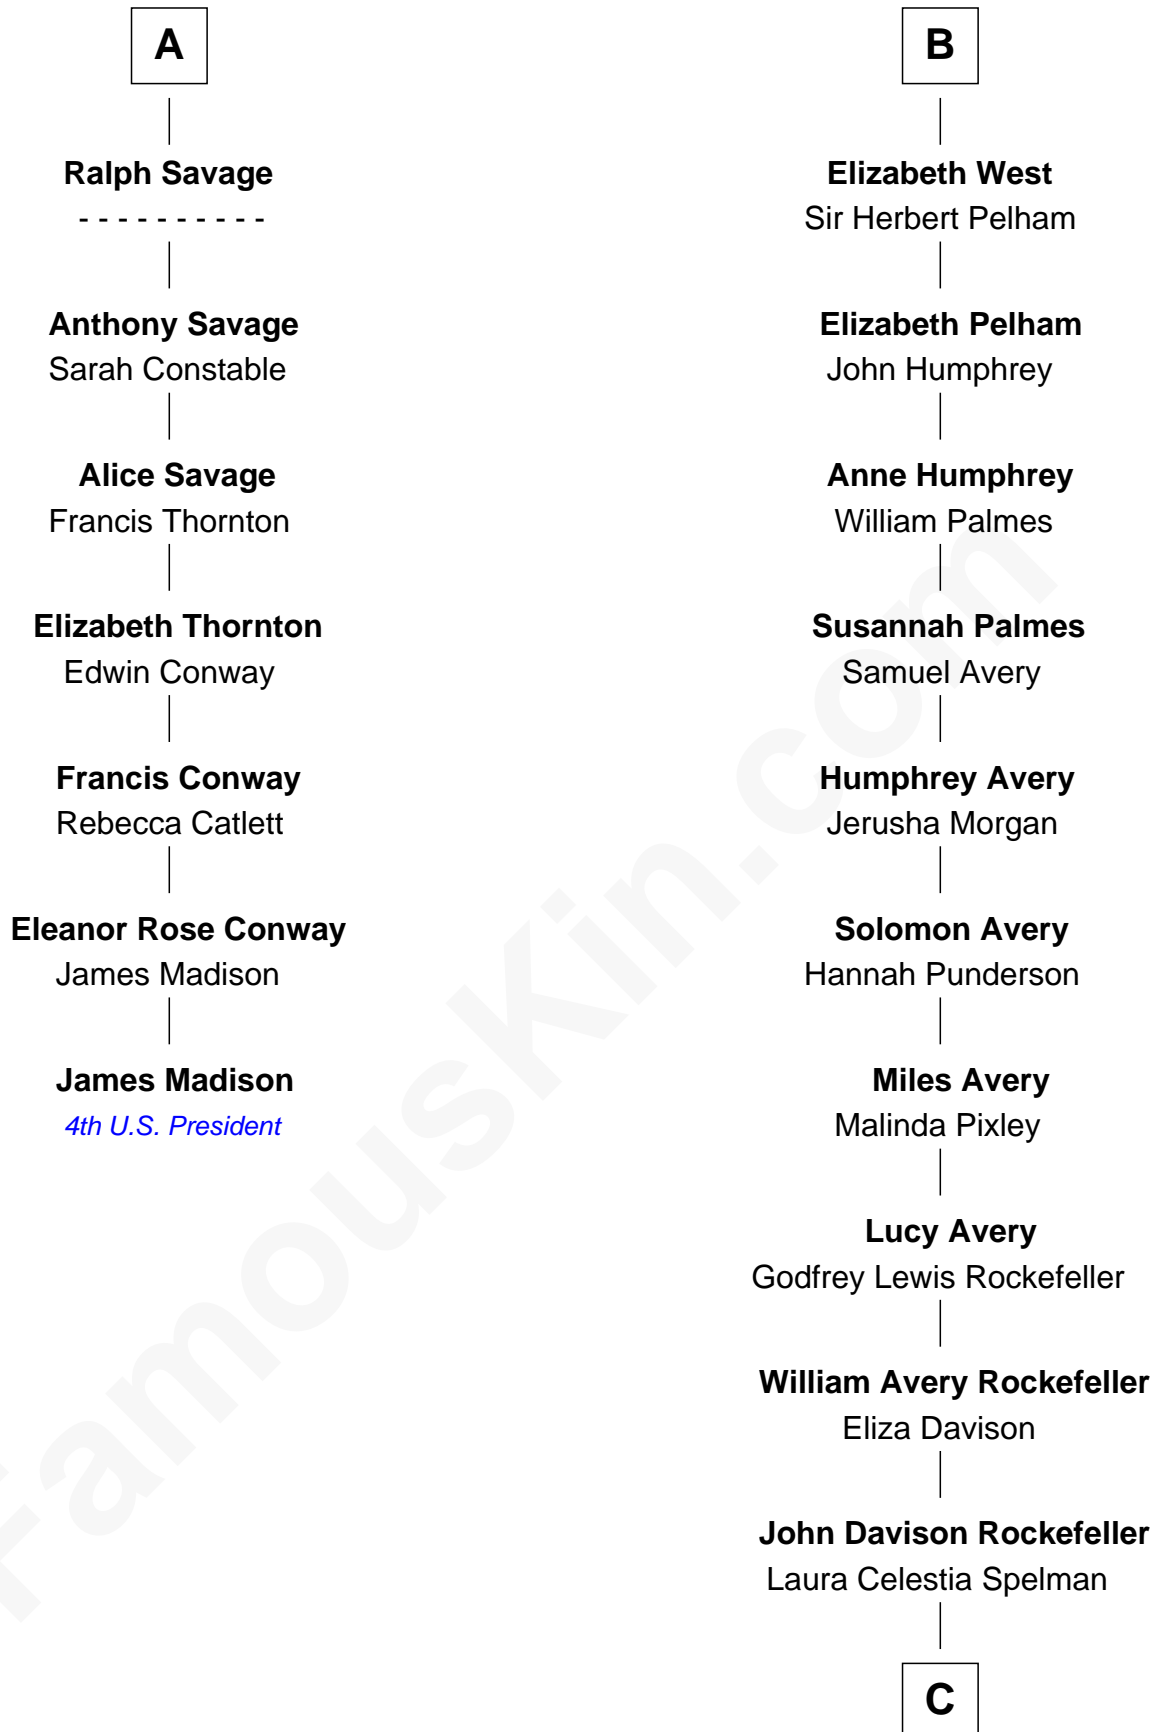 A
Ralph Savage
- - - - - - - - - -
Anthony Savage
Sarah Constable
Alice Savage
Francis Thornton
Elizabeth Thornton
Edwin Conway
Francis Conway
Rebecca Catlett
Eleanor Rose Conway
James Madison
James Madison
4th U.S. President
B
Elizabeth West
Sir Herbert Pelham
Elizabeth Pelham
John Humphrey
Anne Humphrey
William Palmes
Susannah Palmes
Samuel Avery
Humphrey Avery
Jerusha Morgan
Solomon Avery
Hannah Punderson
Miles Avery
Malinda Pixley
Lucy Avery
Godfrey Lewis Rockefeller
William Avery Rockefeller
Eliza Davison
John Davison Rockefeller
Laura Celestia Spelman
C
FamousKin.com